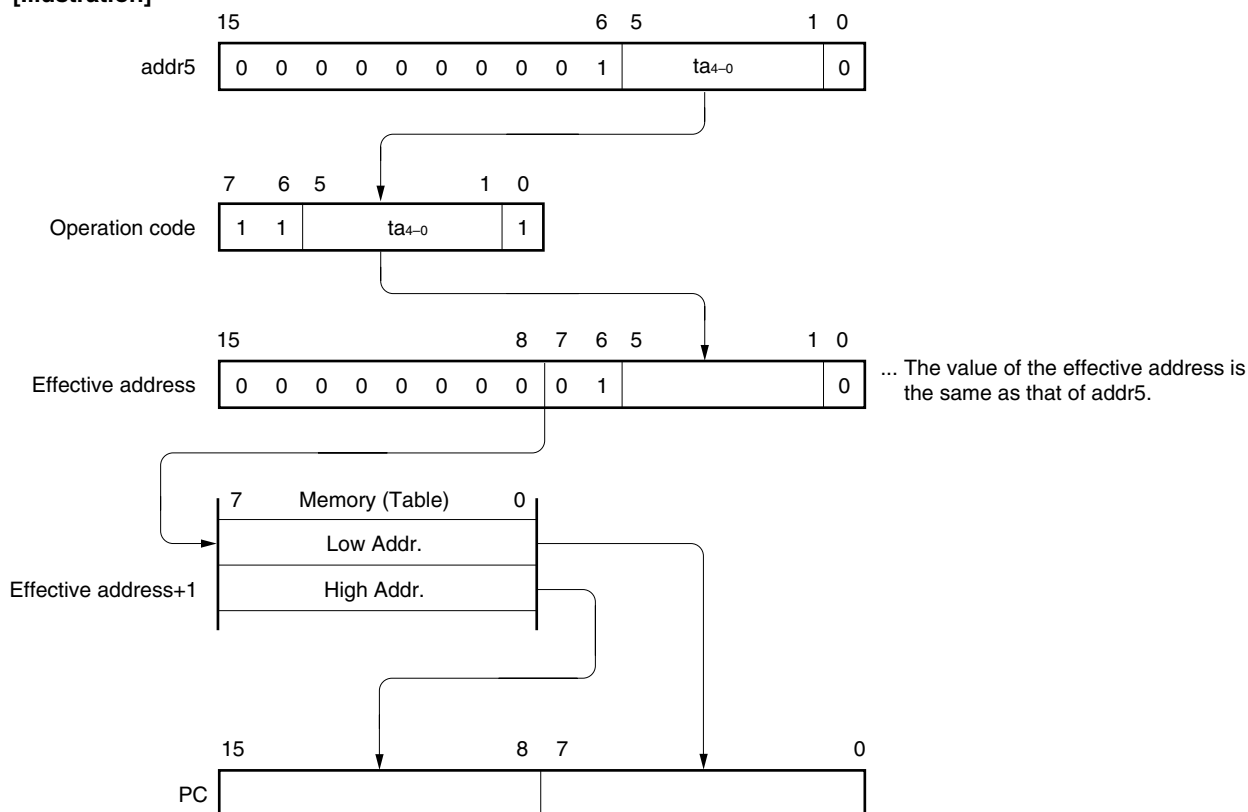 [Illustration]
15 6 5 1 0
addr5 0 0 0 0 0 0 0 0 0 1 ta4–0 0
7 6 5 1 0
Operation code 1 1 ta4–0 1
15 8 7 6 5 1 0
Effective address 0 0 0 0 0 0 0 0 0 1 0 ... The value of the effective address is
the same as that of addr5.
7 Memory (Table) 0
Low Addr.
Effective address+1 High Addr.
15 8 7 0
PC